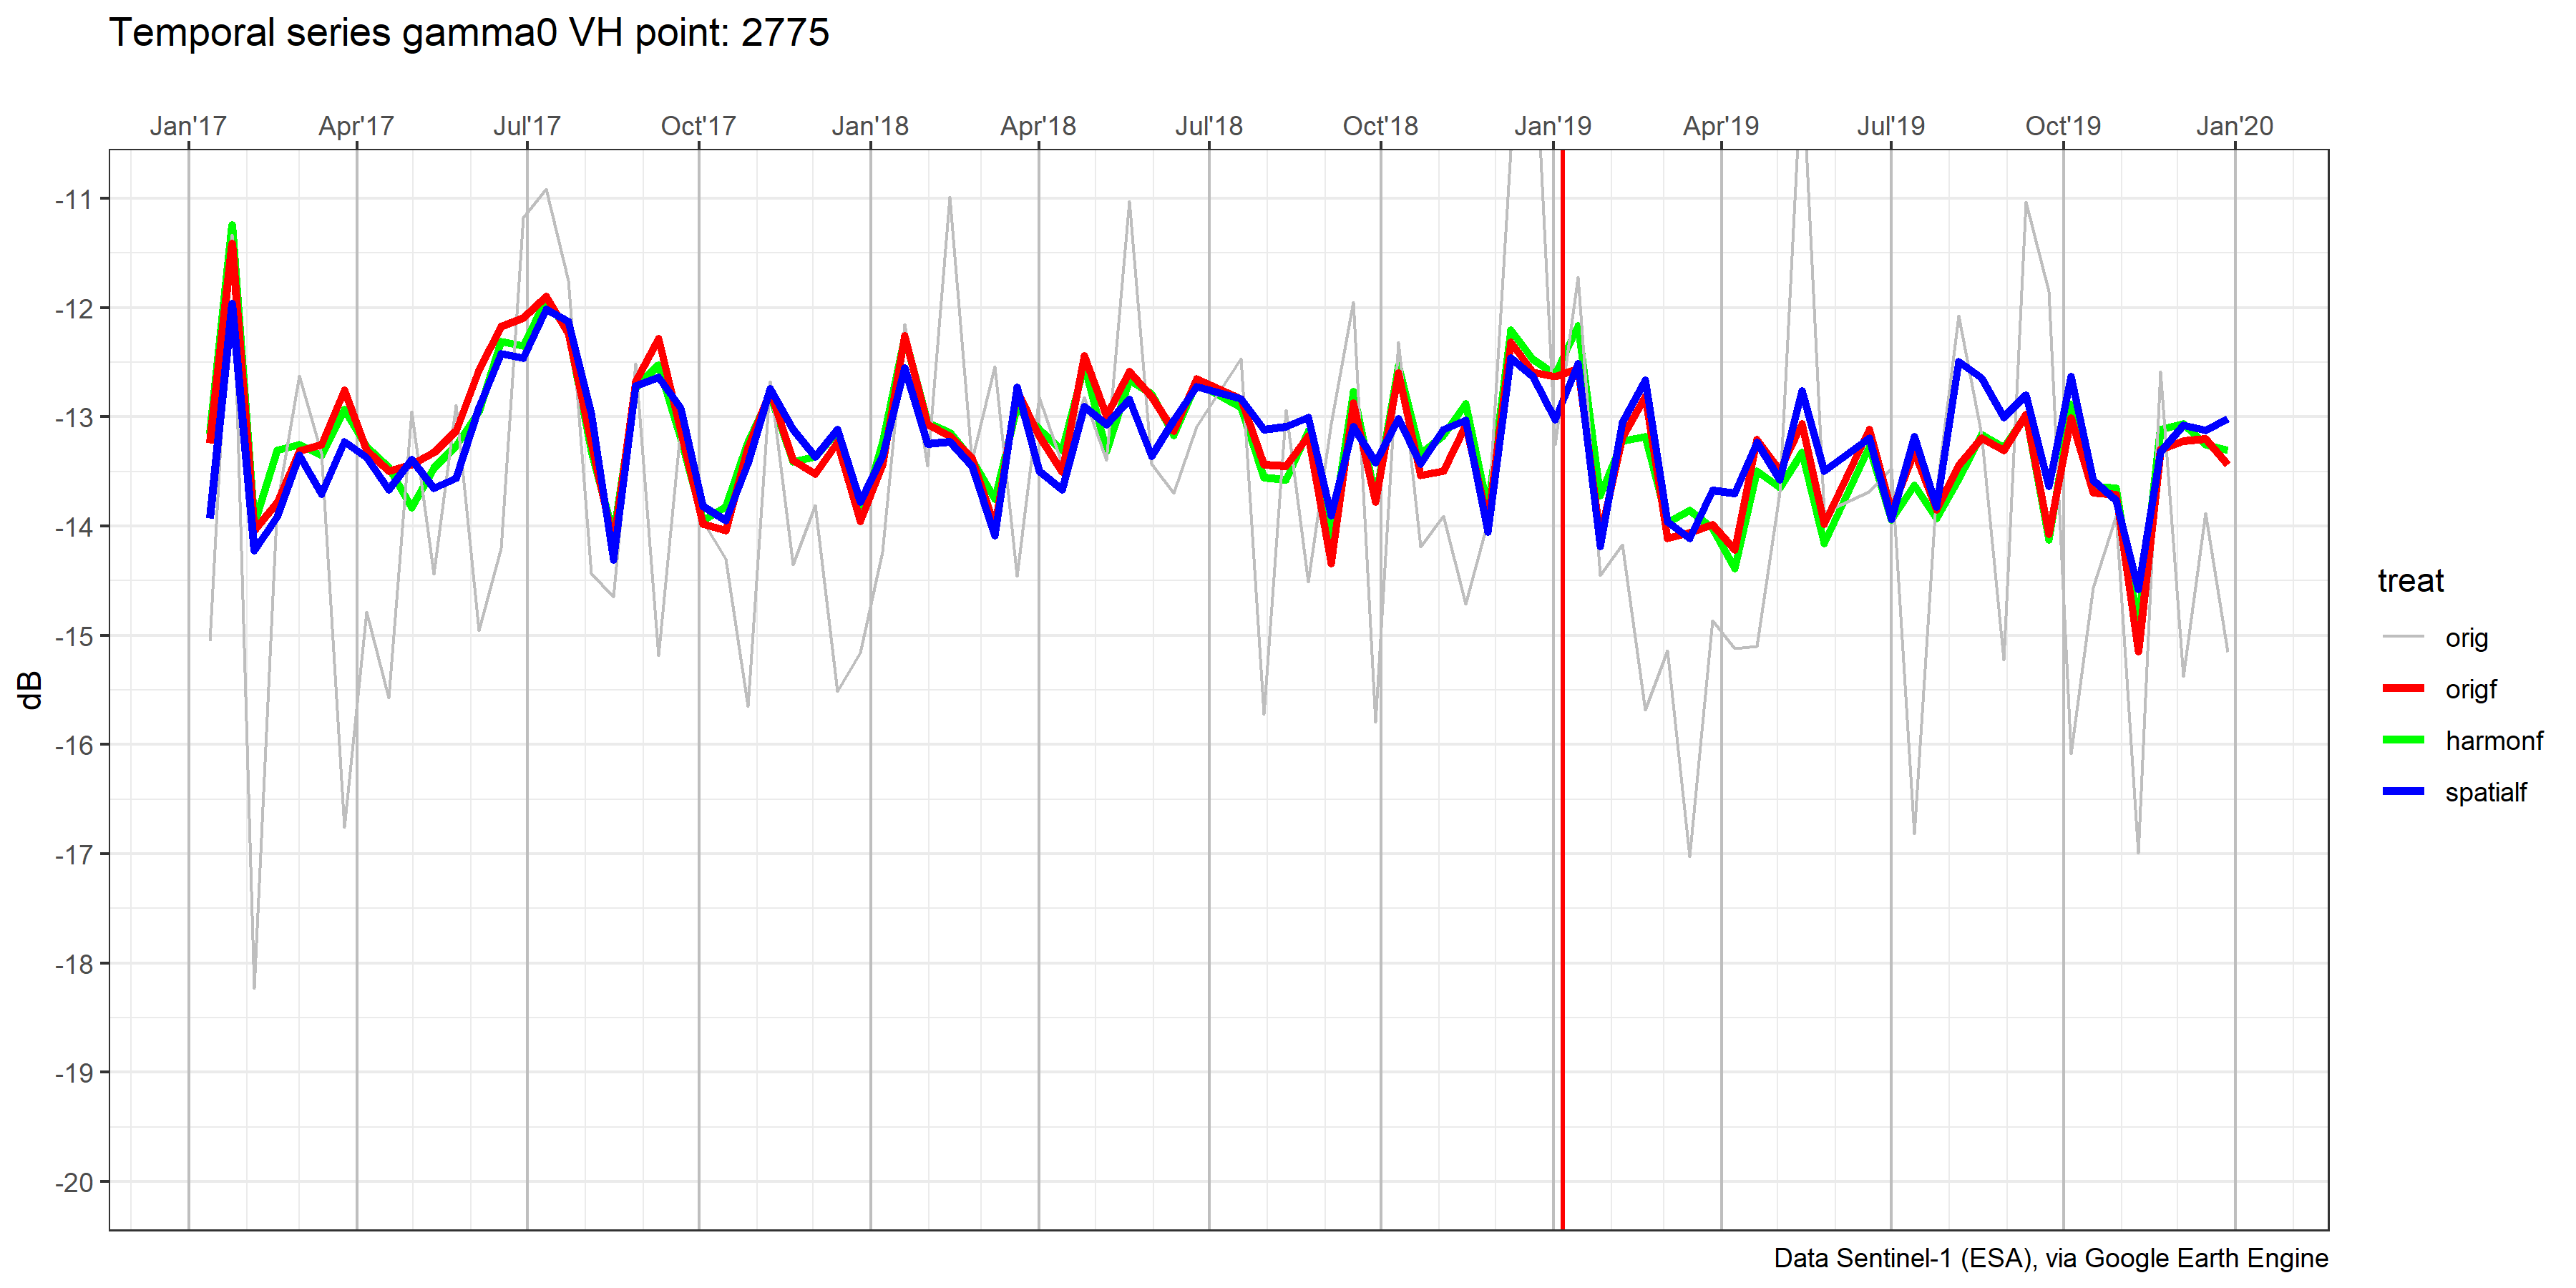 Temporal series gamma0 VH point: 2775
Jan'17 Apr'17 Jul'17 Oct'17 Jan'18 Apr'18 Jul'18 Oct'18 Jan'19 Apr'19 Jul'19 Oct'19 Jan'20
-11
-12
-13
-14
-15
-16
-17
-18
-19
-20
dB
treat
orig
origf
harmonf
spatialf
Data Sentinel-1 (ESA), via Google Earth Engine